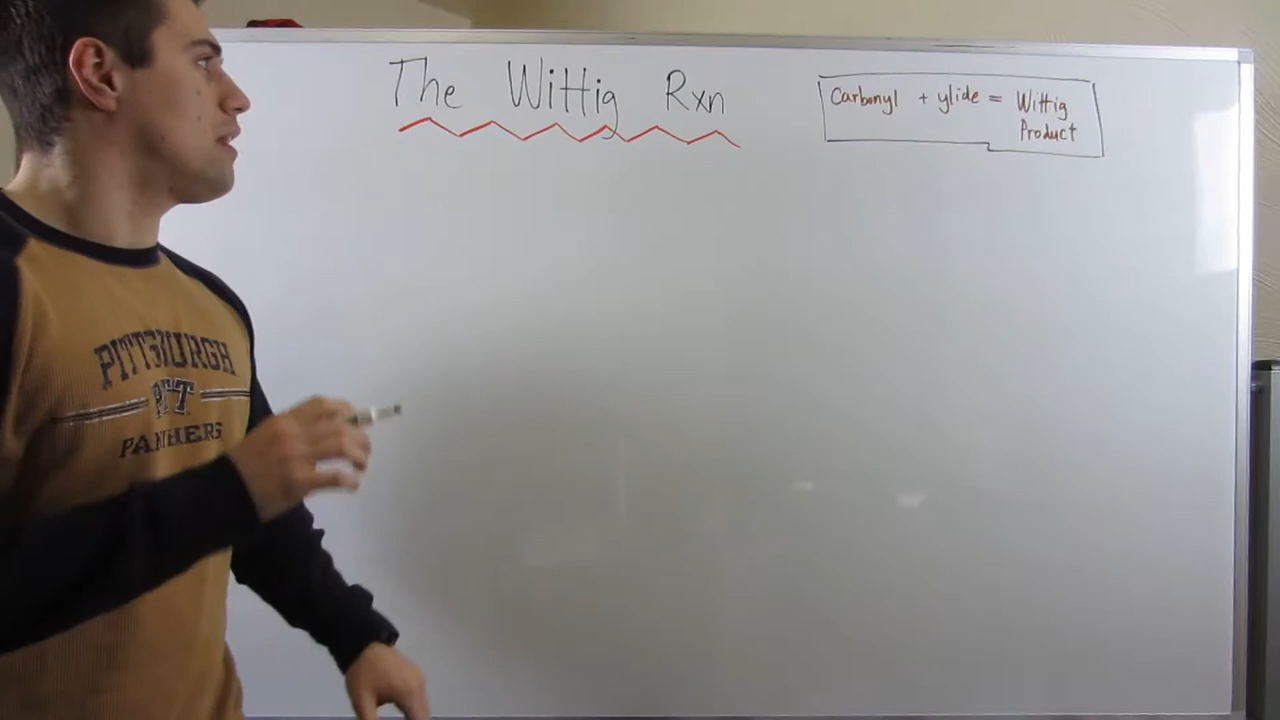 The Wittig Rxn
Carbonyl + ylide = Wittig
Product
PITTSBURGH
PITT
PANTHERS